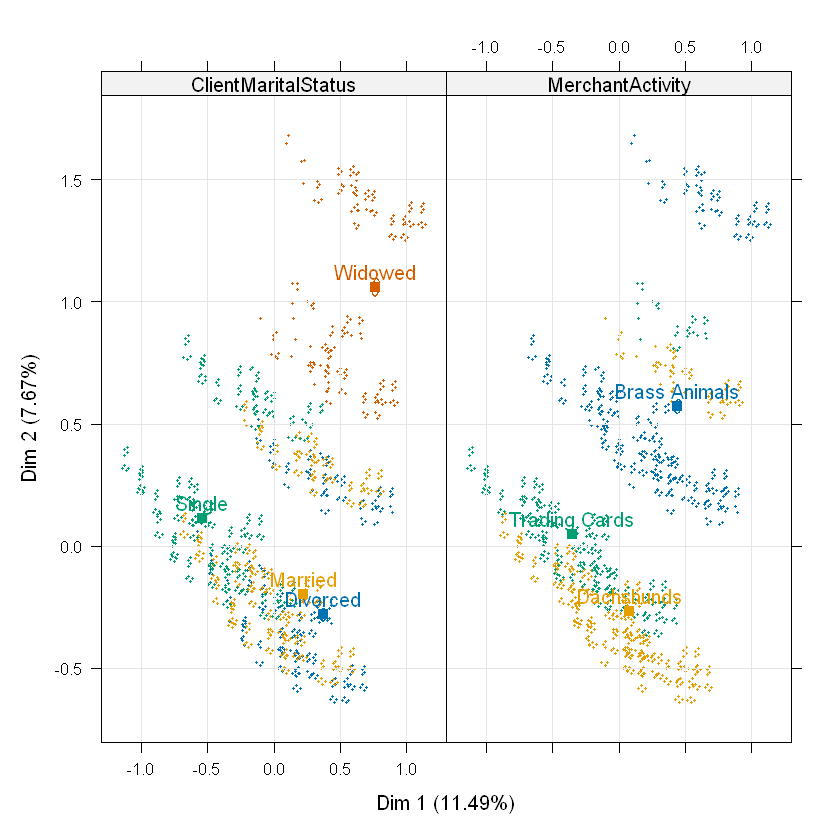 -1.0 -0.5 0.0 0.5 1.0
ClientMaritalStatus MerchantActivity
1.5
Widowed
1.0
Brass Animals
0.5
Single
Trading Cards
0.0
Married
Dachshunds
Divorced
-0.5
-1.0 -0.5 0.0 0.5 1.0
Dim 2 (7.67%)
Dim 1 (11.49%)